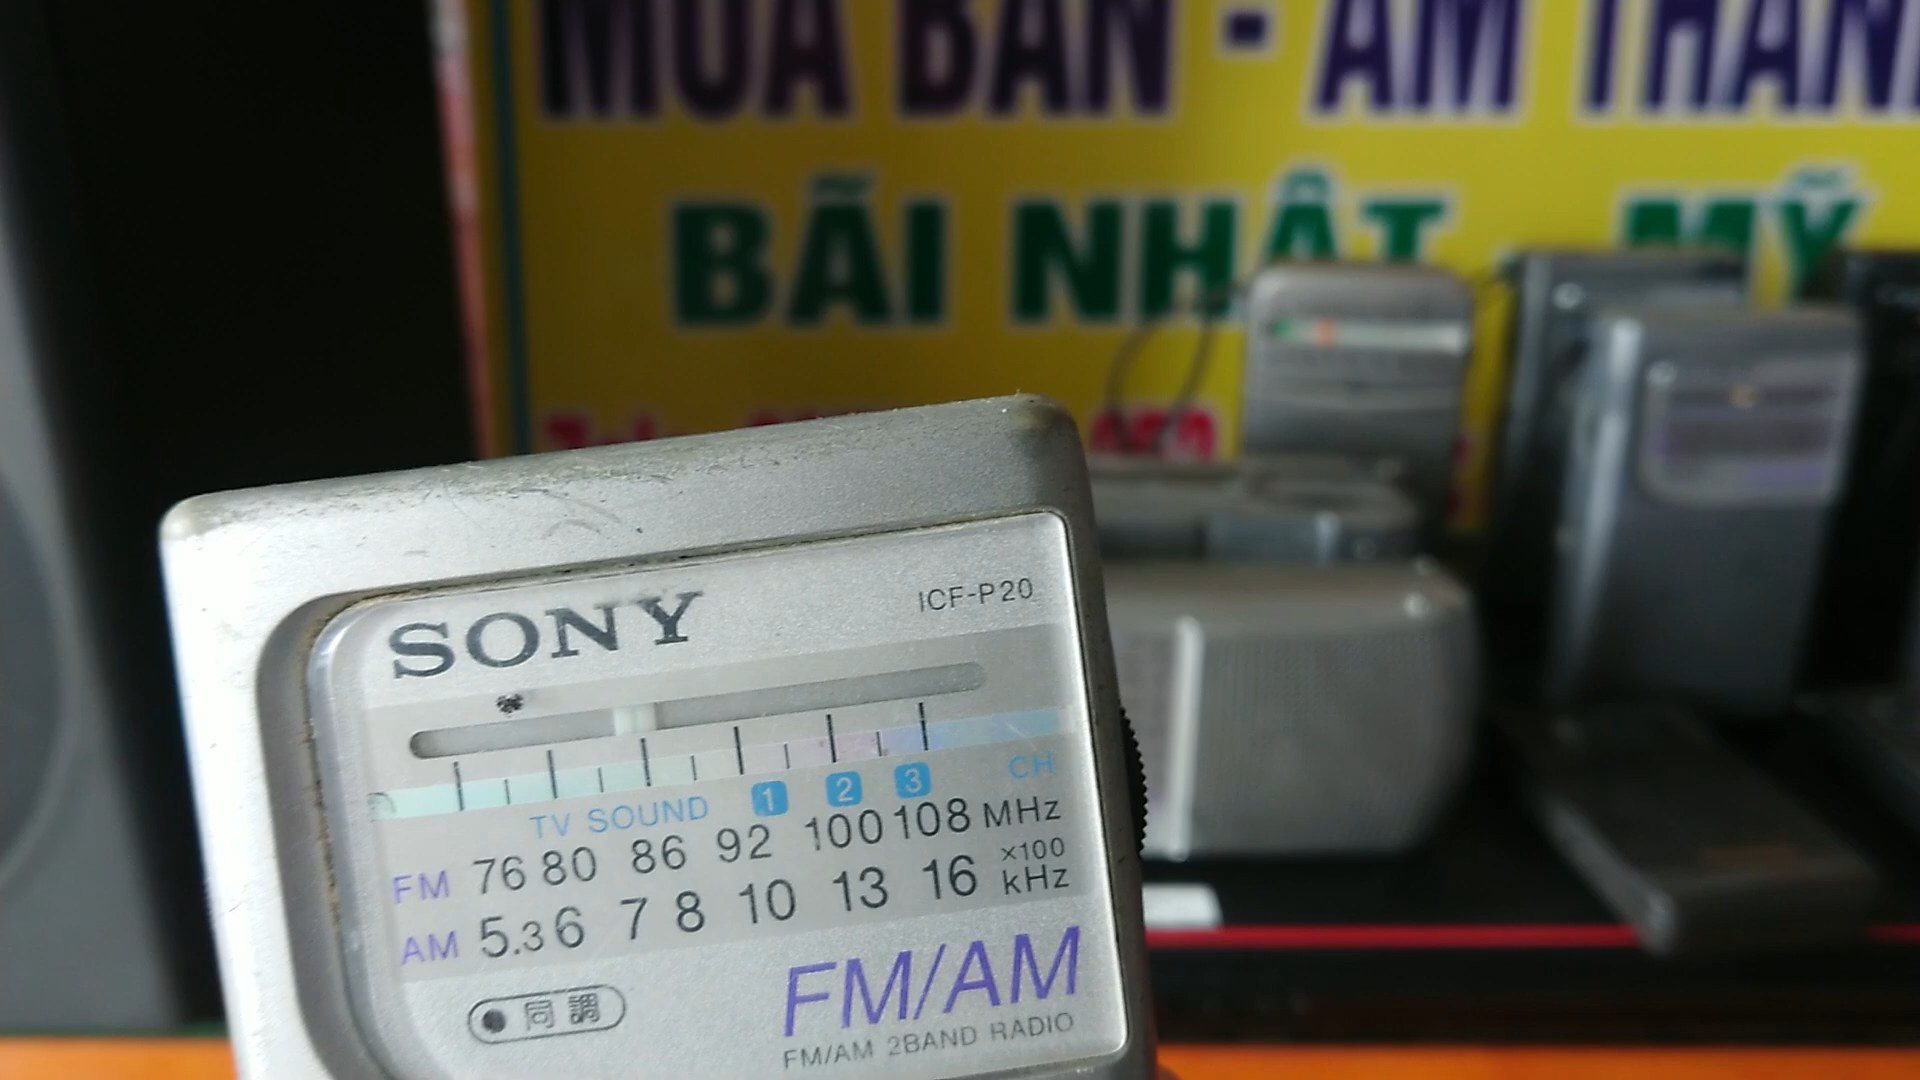 MUA BÁN - ÂM THANH
BÃI NHẬT - MỸ
SONY
ICF-P20
TV SOUND 1 2 3 CH
FM 76 80 86 92 100 108 MHz
AM 5.3 6 7 8 10 13 16 ×100 kHz
同調
FM/AM
FM/AM 2BAND RADIO